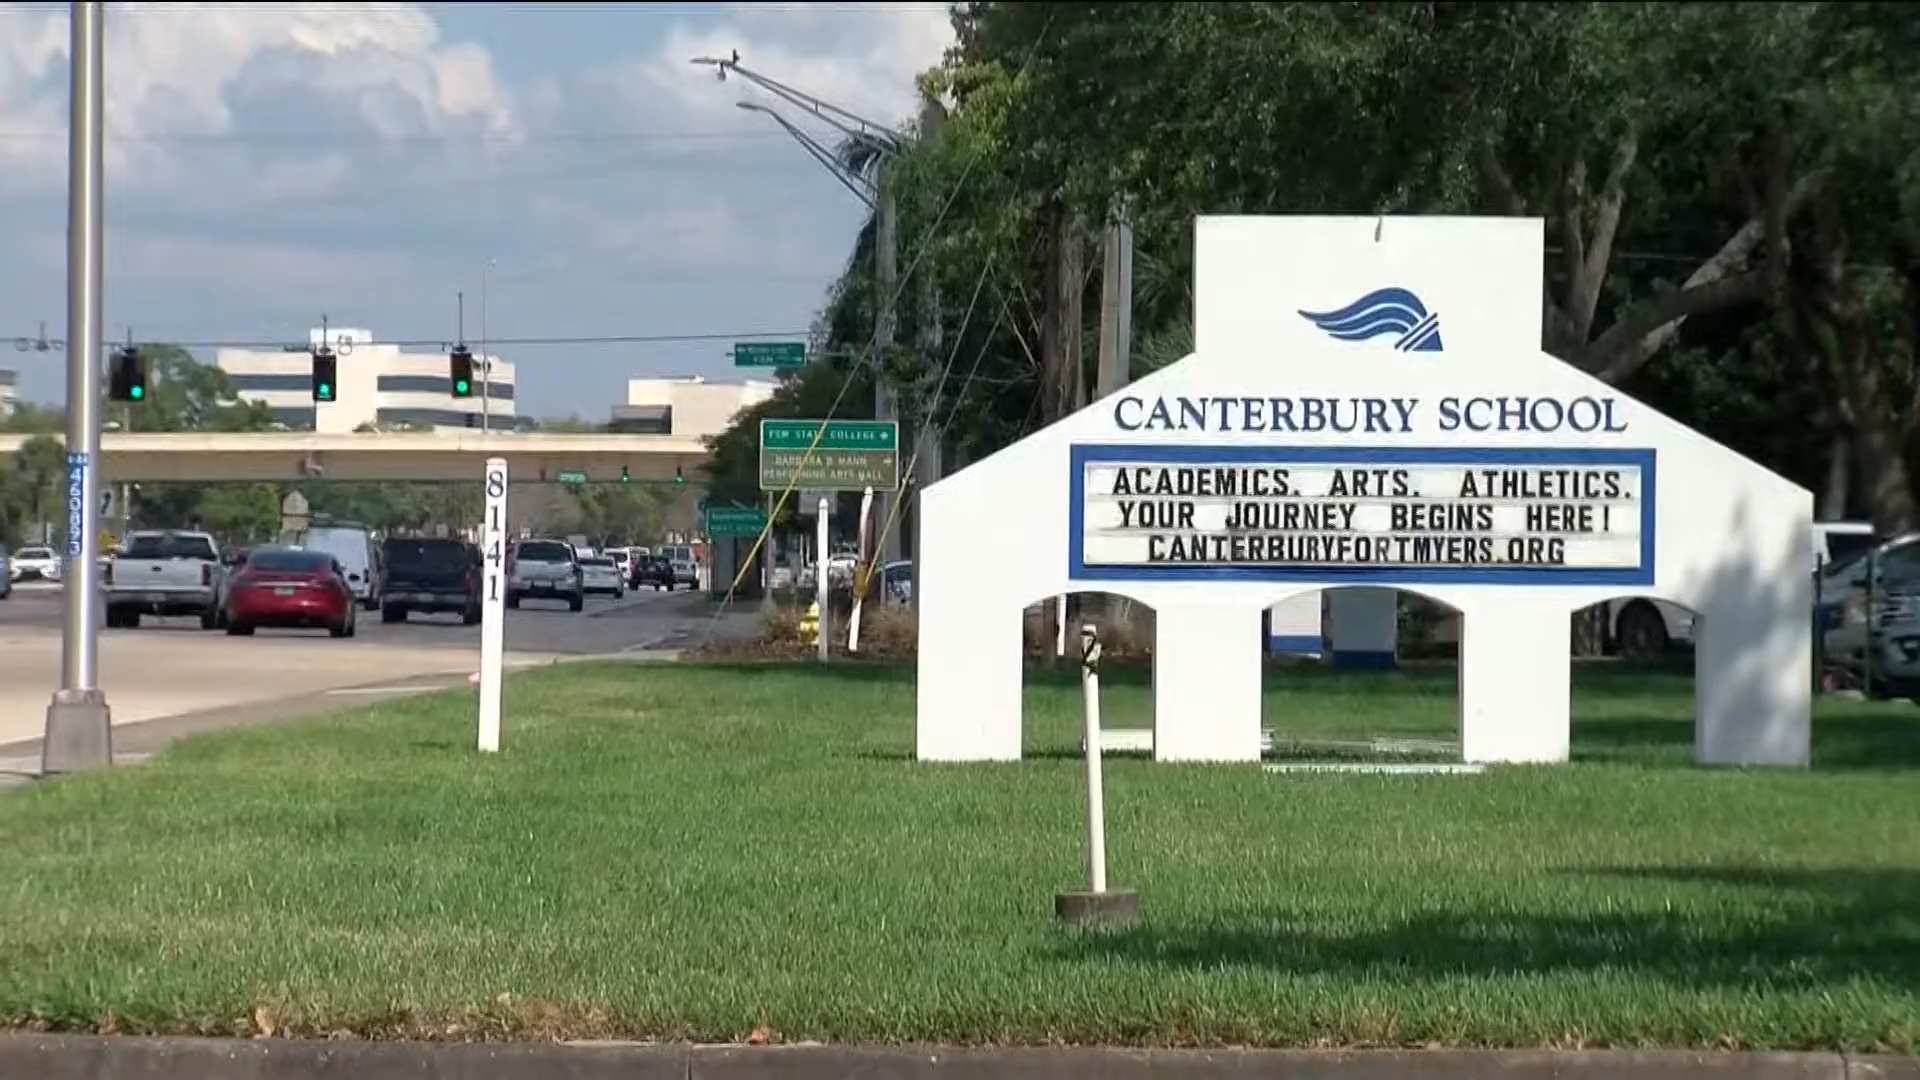 CANTERBURY SCHOOL
ACADEMICS. ARTS. ATHLETICS.
YOUR JOURNEY BEGINS HERE!
CANTERBURYFORTMYERS.ORG
8141
460893
FSW STATE COLLEGE
BARBARA B. MANN
PERFORMING ARTS HALL